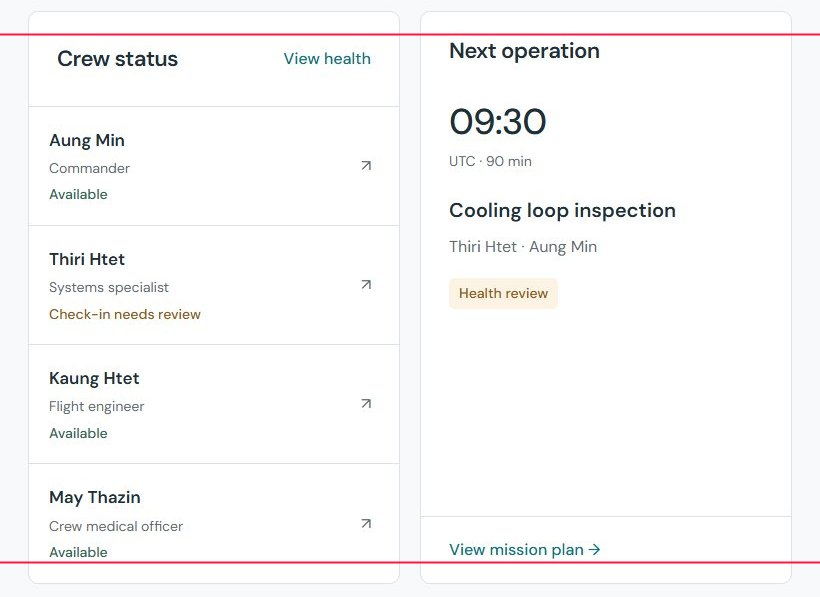 Crew status
View health
Aung Min
Commander
Available
Thiri Htet
Systems specialist
Check-in needs review
Kaung Htet
Flight engineer
Available
May Thazin
Crew medical officer
Available
Next operation
09:30
UTC · 90 min
Cooling loop inspection
Thiri Htet · Aung Min
Health review
View mission plan →